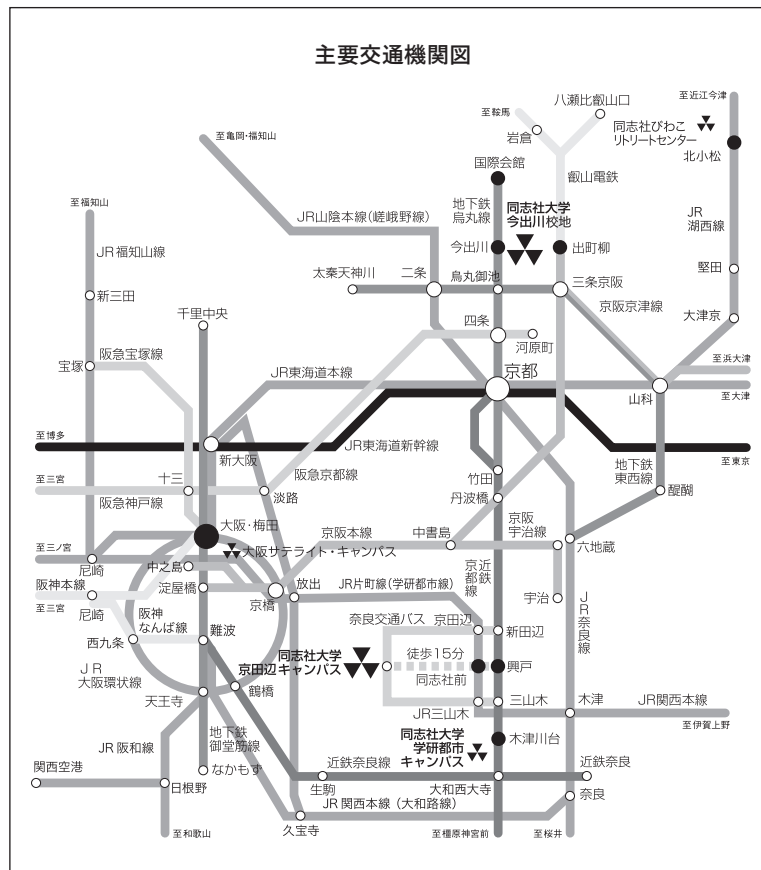 主要交通機関図
至近江今津
八瀬比叡山口
至鞍馬
岩倉
同志社びわこ
リトリートセンター
北小松
至亀岡・福知山
国際会館
叡山電鉄
地下鉄
烏丸線
同志社大学
今出川校地
至福知山
JR山陰本線(嵯峨野線)
JR
湖西線
JR福知山線
今出川
出町柳
太秦天神川
二条
烏丸御池
三条京阪
堅田
新三田
京阪京津線
千里中央
四条
大津京
河原町
阪急宝塚線
宝塚
JR東海道本線
京都
至浜大津
山科
至大津
至博多
JR東海道新幹線
新大阪
至東京
地下鉄
東西線
至三宮
十三
阪急京都線
竹田
阪急神戸線
淡路
丹波橋
醍醐
大阪・梅田
京阪本線
中書島
京阪
宇治線
大阪サテライト・キャンパス
六地蔵
至三ノ宮
尼崎
中之島
近鉄
京都線
阪神本線
淀屋橋
京橋
放出
JR片町線(学研都市線)
宇治
至三宮
尼崎
阪神
なんば線
奈良交通バス
京田辺
新田辺
JR奈良線
西九条
難波
同志社大学
京田辺キャンパス
徒歩15分
興戸
同志社前
JR
大阪環状線
鶴橋
天王寺
三山木
木津
JR関西本線
JR三山木
至伊賀上野
JR阪和線
地下鉄
御堂筋線
同志社大学
学研都市
キャンパス
木津川台
関西空港
なかもず
近鉄奈良線
近鉄奈良
日根野
生駒
大和西大寺
奈良
JR関西本線(大和路線)
久宝寺
至和歌山
至橿原神宮前
至桜井